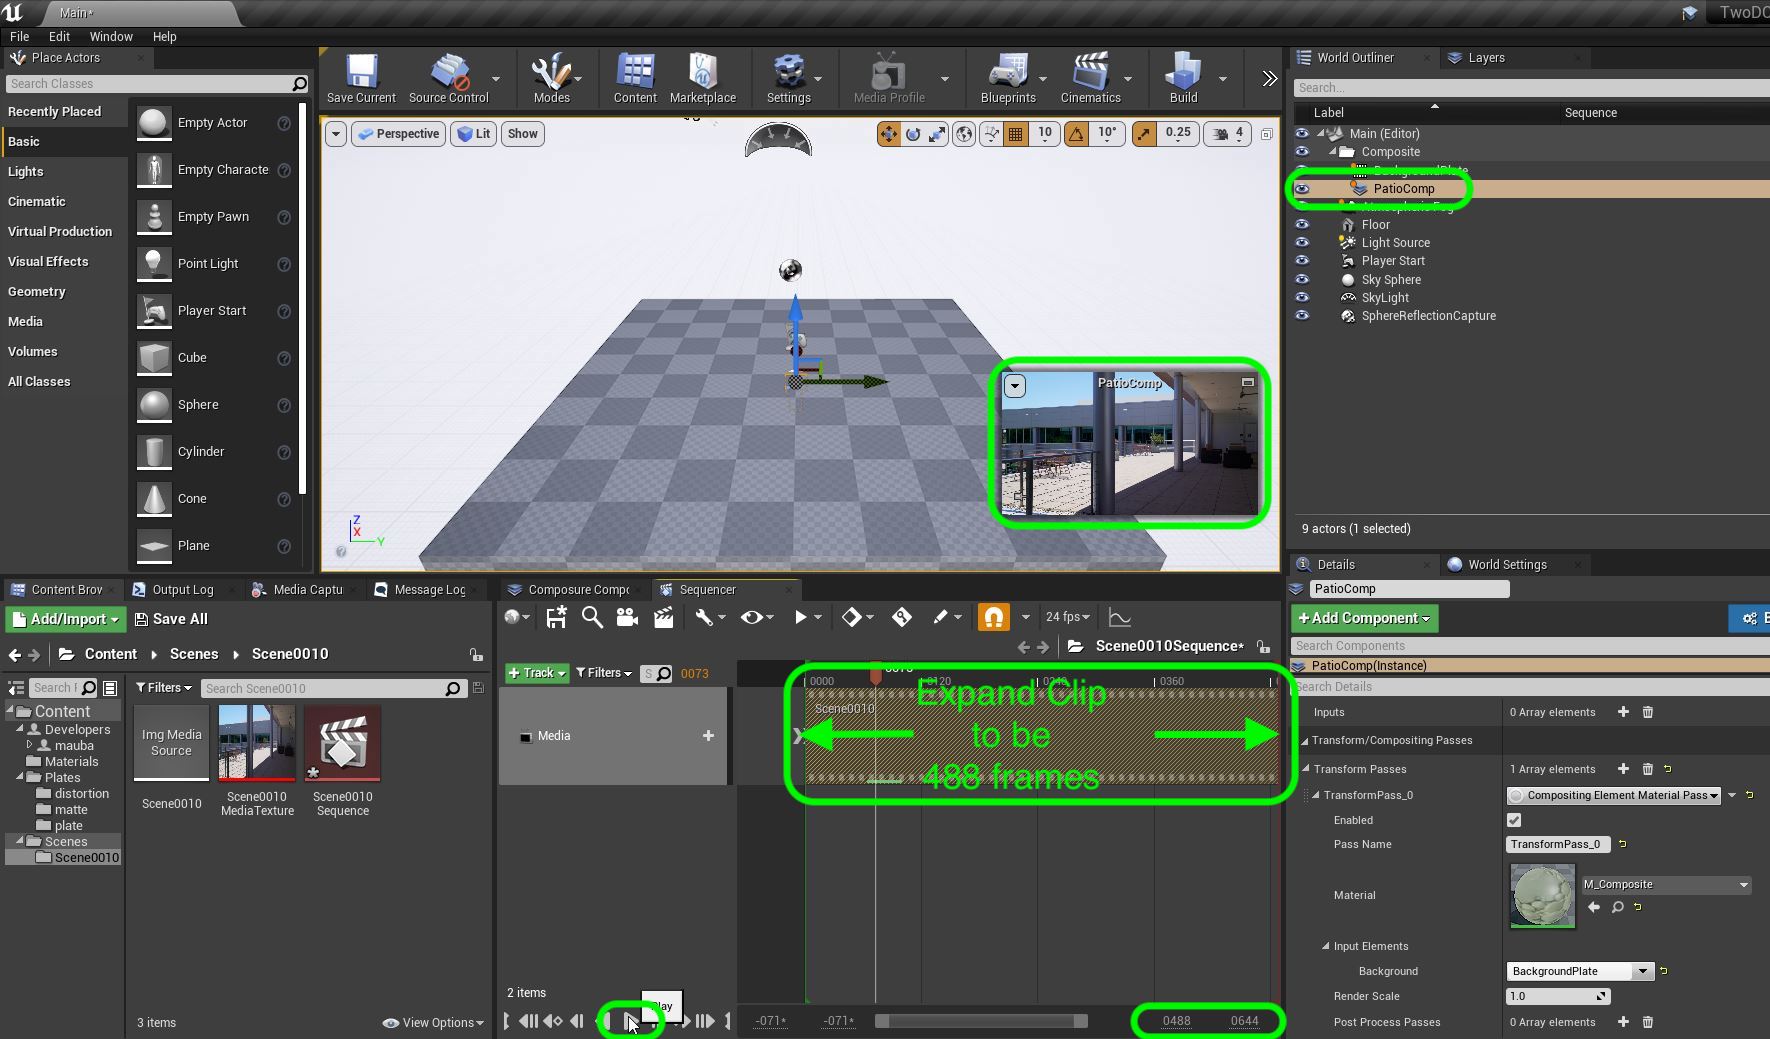 Main*
TwoDC
File Edit Window Help
Place Actors
Search Classes
Recently Placed
Basic
Lights
Cinematic
Virtual Production
Visual Effects
Geometry
Media
Volumes
All Classes
Empty Actor
Empty Characte
Empty Pawn
Point Light
Player Start
Cube
Sphere
Cylinder
Cone
Plane
Save Current
Source Control
Modes
Content
Marketplace
Settings
Media Profile
Blueprints
Cinematics
Build
Perspective
Lit
Show
10
10°
0.25
4
PatioComp
Z
X
Y
World Outliner
Layers
Search...
Label
Sequence
Main (Editor)
Composite
BackgroundPlate
PatioComp
Atmospheric Fog
Floor
Light Source
Player Start
Sky Sphere
SkyLight
SphereReflectionCapture
9 actors (1 selected)
Content Brov
Output Log
Media Captu
Message Log
Add/Import
Save All
Content
Scenes
Scene0010
Search F
Filters
Search Scene0010
Content
Developers
mauba
Materials
Plates
distortion
matte
plate
Scenes
Scene0010
Img Media
Source
Scene0010
Scene0010
MediaTexture
Scene0010
Sequence
3 items
View Options
Composure Compo
Sequencer
24 fps
Scene0010Sequence*
+ Track
Filters
S
0073
0073
0000
0120
0240
0360
Media
Scene0010
Expand Clip
to be
488 frames
2 items
Play
-071*
-071*
0488
0644
Details
World Settings
PatioComp
+ Add Component
Search Components
PatioComp(Instance)
Search Details
Inputs
0 Array elements
Transform/Compositing Passes
Transform Passes
1 Array elements
TransformPass_0
Compositing Element Material Pass
Enabled
Pass Name
TransformPass_0
Material
M_Composite
Input Elements
Background
BackgroundPlate
Render Scale
1.0
Post Process Passes
0 Array elements